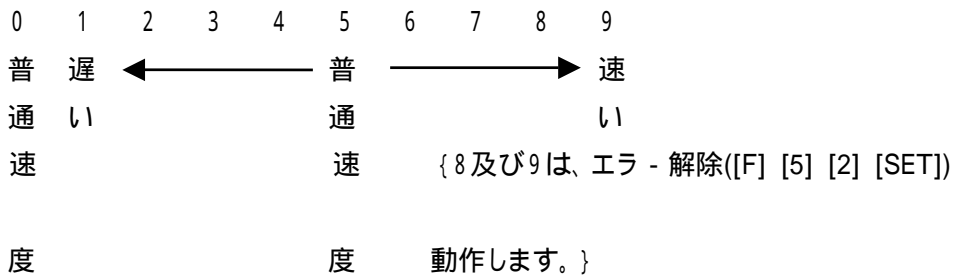 0 1 2 3 4 5 6 7 8 9
普 遅 普 速
通 い 通 い
速 速 {8及び9は、エラ-解除([F] [5] [2] [SET])
度 度 動作します。}